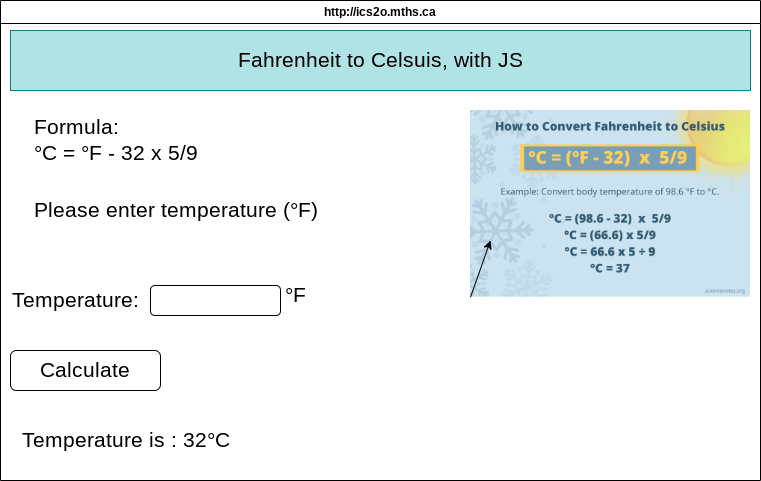 http://ics2o.mths.ca
Fahrenheit to Celsuis, with JS
Formula:
°C = °F - 32 x 5/9
Please enter temperature (°F)
Temperature:
°F
Calculate
Temperature is : 32°C
How to Convert Fahrenheit to Celsius
°C = (°F - 32) x 5/9
Example: Convert body temperature of 98.6 °F to °C.
°C = (98.6 - 32) x 5/9
°C = (66.6) x 5/9
°C = 66.6 x 5 ÷ 9
°C = 37
sciencenotes.org